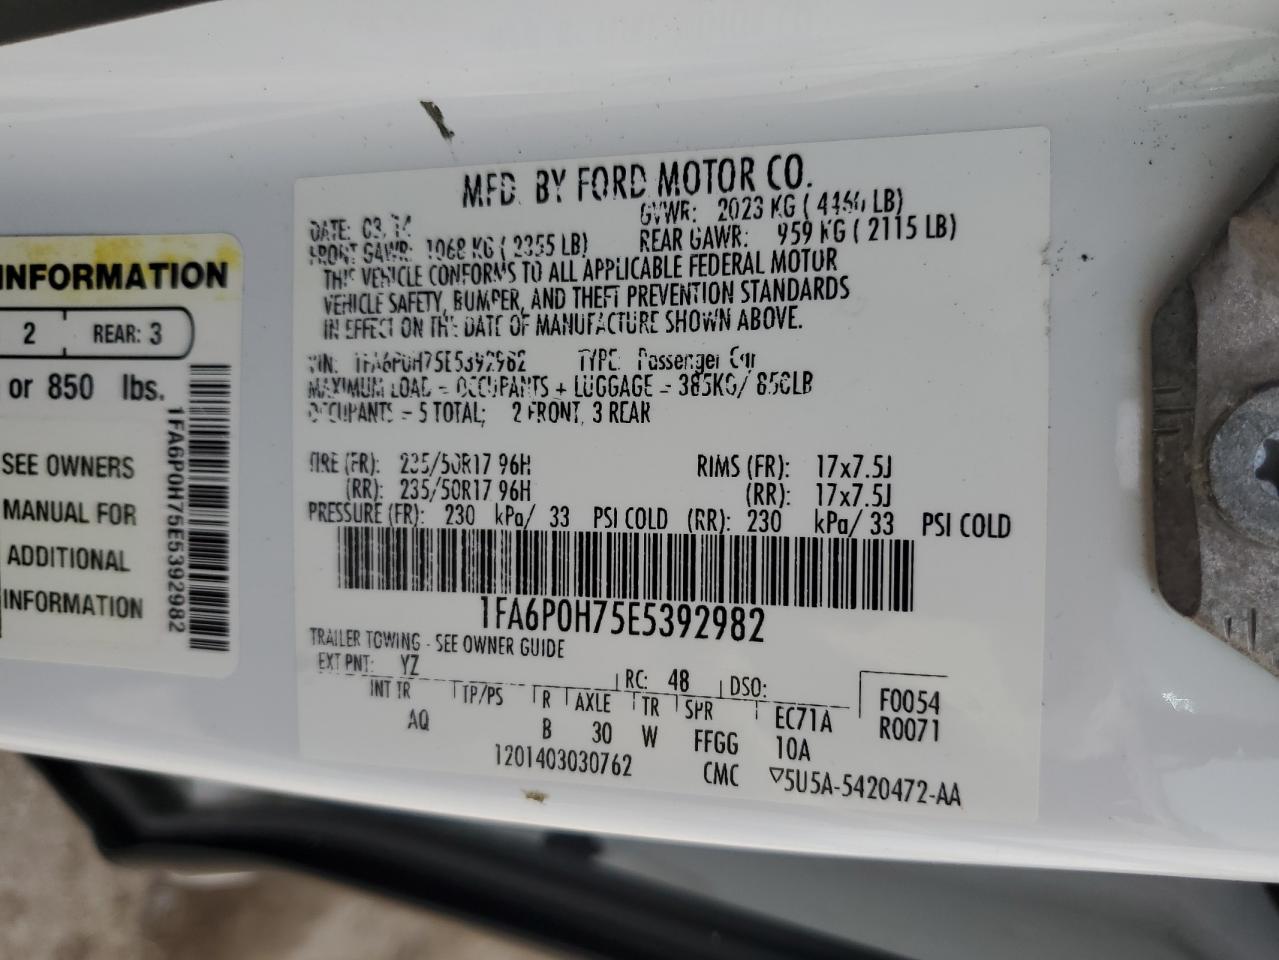 INFORMATION
2 REAR: 3
or 850 lbs.
SEE OWNERS
MANUAL FOR
ADDITIONAL
INFORMATION
1FA6P0H75E5392982
MFD. BY FORD MOTOR CO.
DATE: 03/14 GVWR: 2023 KG ( 4460 LB)
FRONT GAWR: 1068 KG ( 2355 LB) REAR GAWR: 959 KG ( 2115 LB)
THIS VEHICLE CONFORMS TO ALL APPLICABLE FEDERAL MOTOR
VEHICLE SAFETY, BUMPER, AND THEFT PREVENTION STANDARDS
IN EFFECT ON THE DATE OF MANUFACTURE SHOWN ABOVE.
VIN: 1FA6P0H75E5392982 TYPE: Passenger Car
MAXIMUM LOAD = OCCUPANTS + LUGGAGE = 385KG/ 850LB
OCCUPANTS = 5 TOTAL; 2 FRONT, 3 REAR
TIRE (FR): 235/50R17 96H RIMS (FR): 17x7.5J
(RR): 235/50R17 96H (RR): 17x7.5J
PRESSURE (FR): 230 kPa/ 33 PSI COLD (RR): 230 kPa/ 33 PSI COLD
1FA6P0H75E5392982
TRAILER TOWING - SEE OWNER GUIDE
EXT PNT: YZ RC: 48 DSO: F0054
INT TR TP/PS R AXLE TR SPR EC71A R0071
AQ B 30 W FFGG 10A
1201403030762 CMC ▽5U5A-5420472-AA